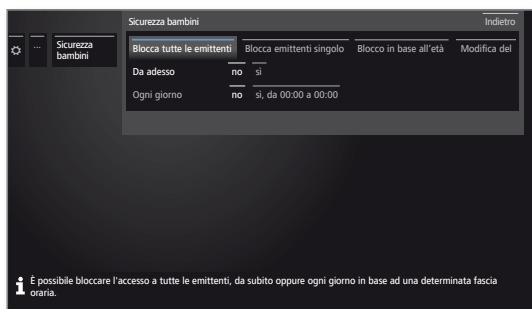 Sicurezza bambini Indietro
... Sicurezza bambini
Blocca tutte le emittenti Blocca emittenti singolo Blocco in base all'età Modifica del
Da adesso no sì
Ogni giorno no sì, da 00:00 a 00:00
È possibile bloccare l'accesso a tutte le emittenti, da subito oppure ogni giorno in base ad una determinata fascia
oraria.